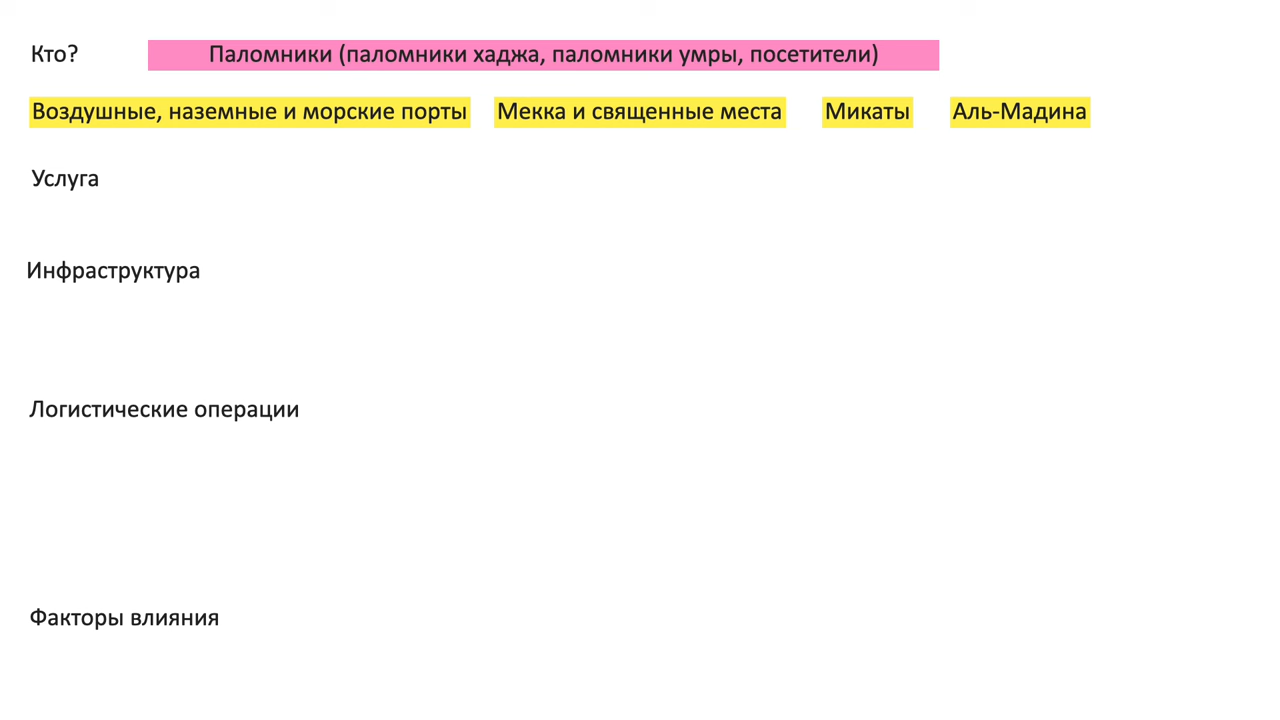 Кто? Паломники (паломники хаджа, паломники умры, посетители)
Воздушные, наземные и морские порты Мекка и священные места Микаты Аль-Мадина
Услуга
Инфраструктура
Логистические операции
Факторы влияния